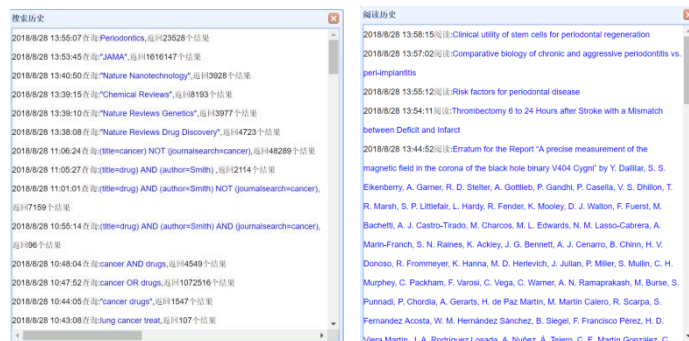 搜索历史
2018/8/28 13:55:07查询:Periodontics,返回23528个结果
2018/8/28 13:53:45查询:"JAMA",返回1616147个结果
2018/8/28 13:40:50查询:"Nature Nanotechnology",返回3928个结果
2018/8/28 13:39:15查询:"Chemical Reviews",返回8193个结果
2018/8/28 13:39:10查询:"Nature Reviews Genetics",返回3977个结果
2018/8/28 13:38:08查询:"Nature Reviews Drug Discovery",返回4723个结果
2018/8/28 11:06:24查询:(title=cancer) NOT (journalsearch=cancer),返回48289个结果
2018/8/28 11:05:27查询:(title=drug) AND (author=Smith) ,返回2114个结果
2018/8/28 11:01:01查询:(title=drug) AND (author=Smith) NOT (journalsearch=cancer),
返回7159个结果
2018/8/28 10:55:14查询:(title=drug) AND (author=Smith) AND (journalsearch=cancer),
返回96个结果
2018/8/28 10:48:04查询:cancer AND drugs,返回4549个结果
2018/8/28 10:47:52查询:cancer OR drugs,返回1072516个结果
2018/8/28 10:44:05查询:"cancer drugs",返回1547个结果
2018/8/28 10:43:08查询:lung cancer treat,返回107个结果
阅读历史
2018/8/28 13:58:15阅读:Clinical utility of stem cells for periodontal regeneration
2018/8/28 13:57:02阅读:Comparative biology of chronic and aggressive periodontitis vs.
peri-implantitis
2018/8/28 13:55:12阅读:Risk factors for periodontal disease
2018/8/28 13:54:11阅读:Thrombectomy 6 to 24 Hours after Stroke with a Mismatch
between Deficit and Infarct
2018/8/28 13:44:52阅读:Erratum for the Report “A precise measurement of the
magnetic field in the corona of the black hole binary V404 Cygni” by Y. Dallilar, S. S.
Eikenberry, A. Garner, R. D. Stelter, A. Gottlieb, P. Gandhi, P. Casella, V. S. Dhillon, T.
R. Marsh, S. P. Littlefair, L. Hardy, R. Fender, K. Mooley, D. J. Walton, F. Fuerst, M.
Bachetti, A. J. Castro-Tirado, M. Charcos, M. L. Edwards, N. M. Lasso-Cabrera, A.
Marin-Franch, S. N. Raines, K. Ackley, J. G. Bennett, A. J. Cenarro, B. Chinn, H. V.
Donoso, R. Frommeyer, K. Hanna, M. D. Herlevich, J. Julian, P. Miller, S. Mullin, C. H.
Murphey, C. Packham, F. Varosi, C. Vega, C. Warner, A. N. Ramaprakash, M. Burse, S.
Punnadi, P. Chordia, A. Gerarts, H. de Paz Martín, M. Martín Calero, R. Scarpa, S.
Fernandez Acosta, W. M. Hernández Sánchez, B. Siegel, F. Francisco Pérez, H. D.
Viera Martín, J. A. Rodríguez Losada, A. Nuñez, Á. Tejero, C. E. Martín González, C.